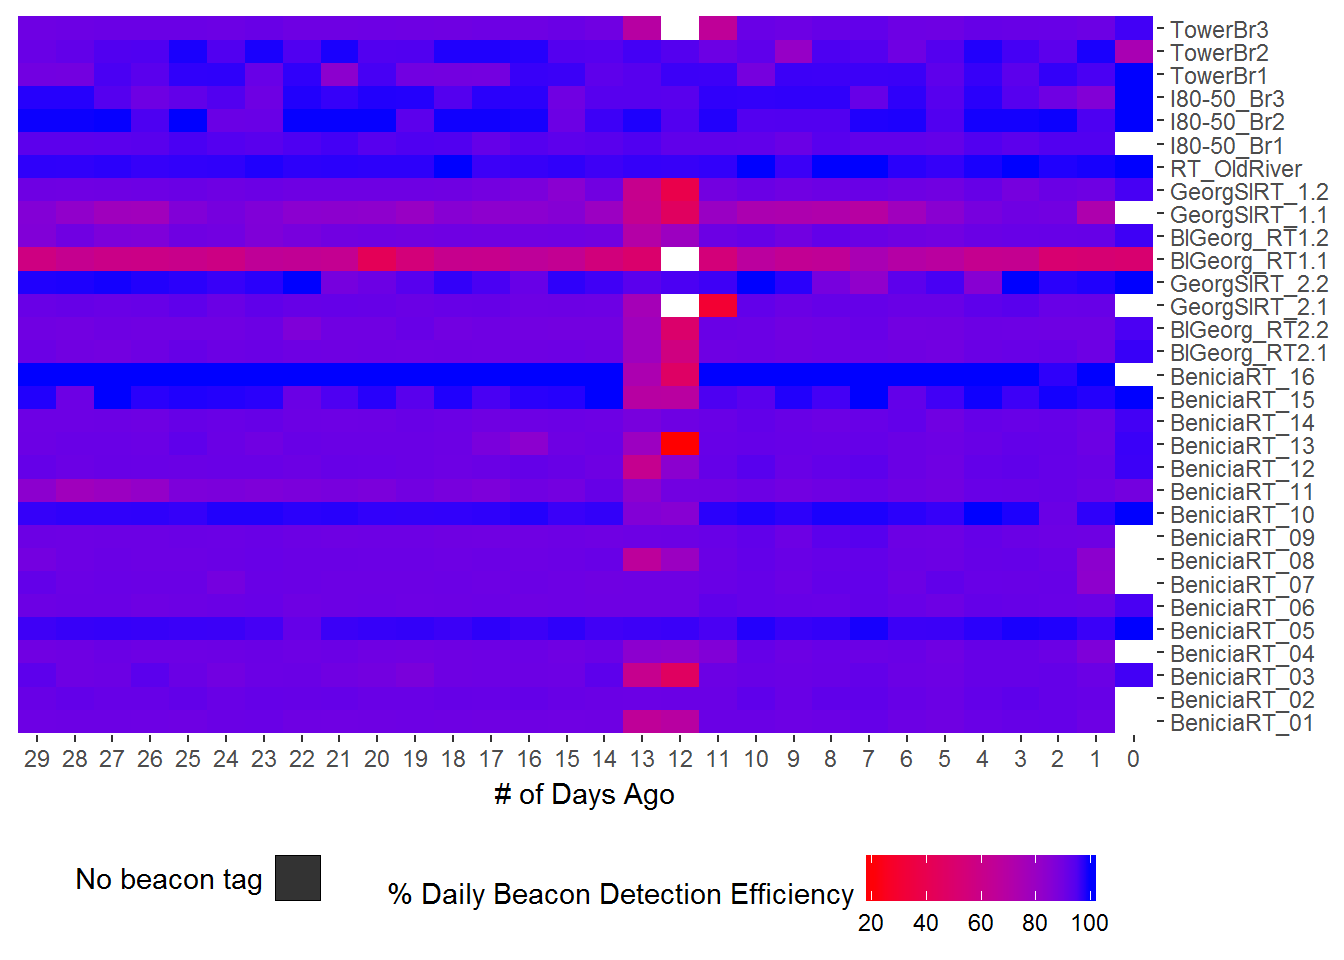 TowerBr3
TowerBr2
TowerBr1
I80-50_Br3
I80-50_Br2
I80-50_Br1
RT_OldRiver
GeorgSlRT_1.2
GeorgSlRT_1.1
BlGeorg_RT1.2
BlGeorg_RT1.1
GeorgSlRT_2.2
GeorgSlRT_2.1
BlGeorg_RT2.2
BlGeorg_RT2.1
BeniciaRT_16
BeniciaRT_15
BeniciaRT_14
BeniciaRT_13
BeniciaRT_12
BeniciaRT_11
BeniciaRT_10
BeniciaRT_09
BeniciaRT_08
BeniciaRT_07
BeniciaRT_06
BeniciaRT_05
BeniciaRT_04
BeniciaRT_03
BeniciaRT_02
BeniciaRT_01
29 28 27 26 25 24 23 22 21 20 19 18 17 16 15 14 13 12 11 10 9 8 7 6 5 4 3 2 1 0
# of Days Ago
No beacon tag
% Daily Beacon Detection Efficiency
20 40 60 80 100